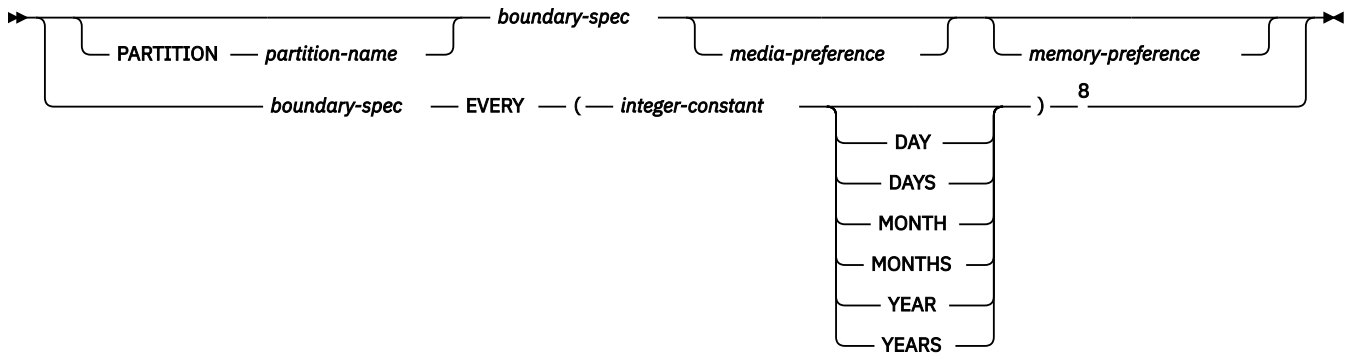 boundary-spec
PARTITION partition-name media-preference memory-preference
boundary-spec EVERY ( integer-constant ) 8
DAY
DAYS
MONTH
MONTHS
YEAR
YEARS